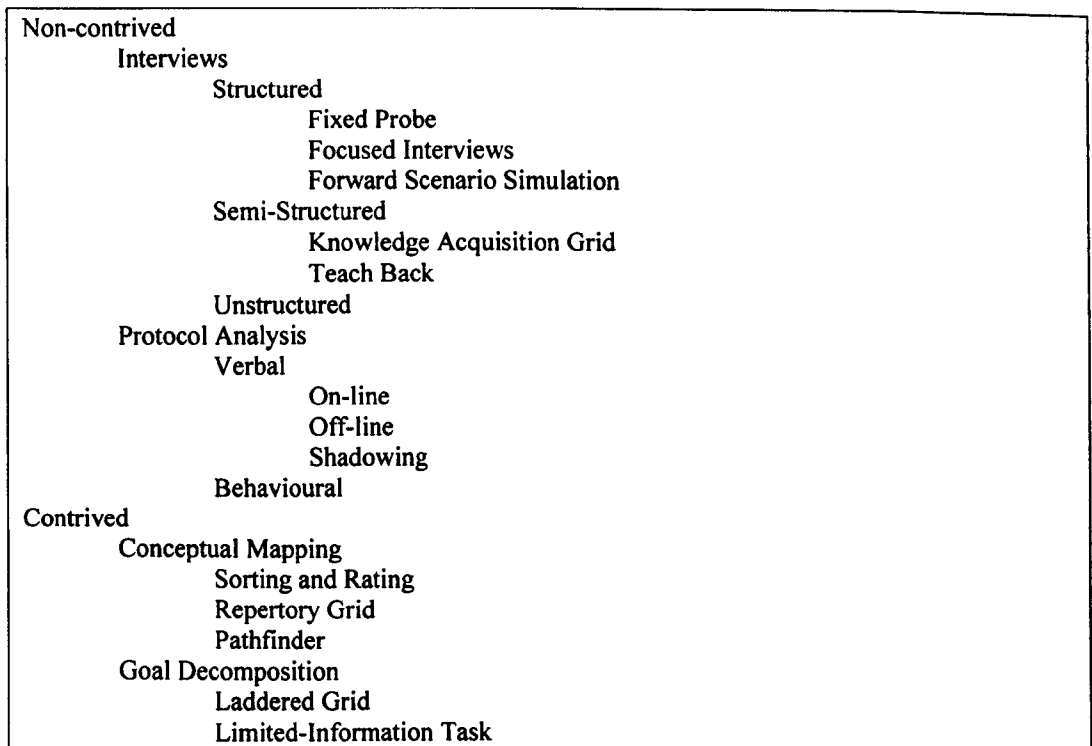 Non-contrived
Interviews
Structured
Fixed Probe
Focused Interviews
Forward Scenario Simulation
Semi-Structured
Knowledge Acquisition Grid
Teach Back
Unstructured
Protocol Analysis
Verbal
On-line
Off-line
Shadowing
Behavioural
Contrived
Conceptual Mapping
Sorting and Rating
Repertory Grid
Pathfinder
Goal Decomposition
Laddered Grid
Limited-Information Task